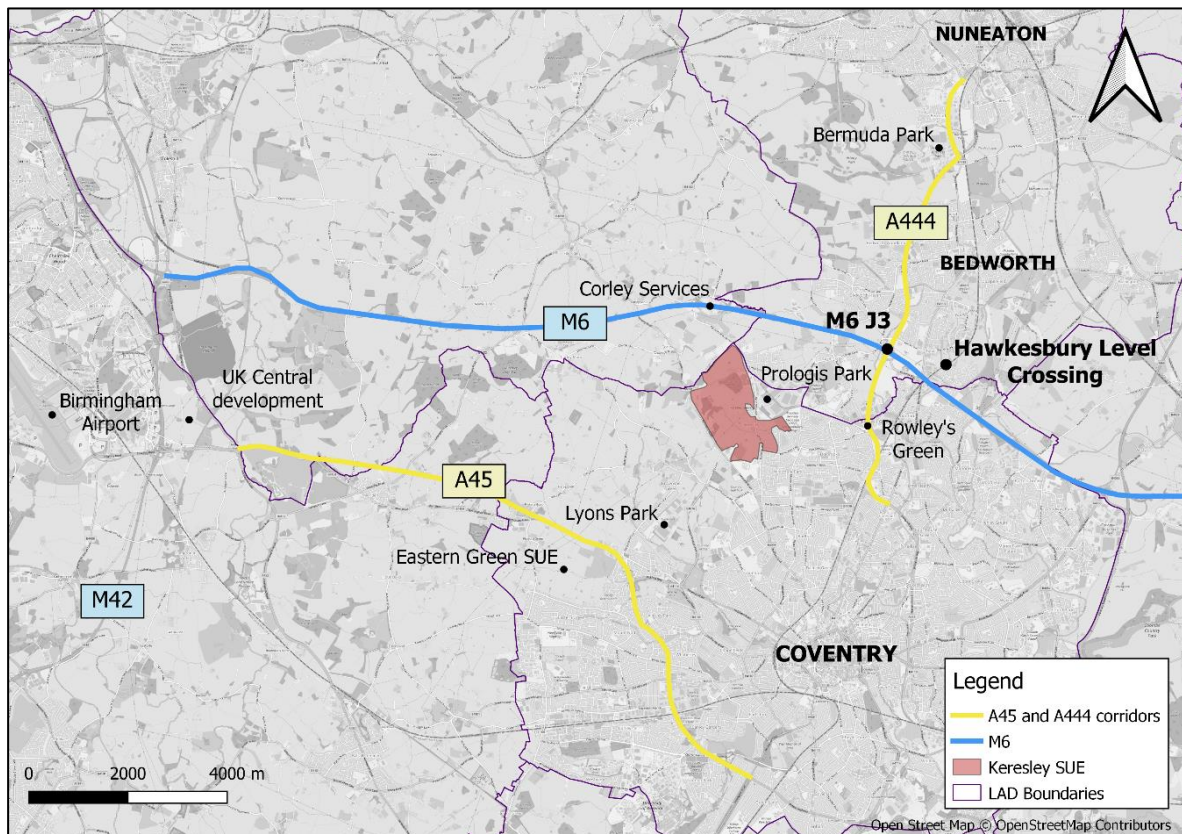 NUNEATON
Bermuda Park
A444
BEDWORTH
Corley Services
M6
M6 J3
Hawkesbury Level
Crossing
UK Central
development
Prologis Park
Birmingham
Airport
Rowley's
Green
A45
Lyons Park
Eastern Green SUE
M42
COVENTRY
Legend
A45 and A444 corridors
M6
Keresley SUE
LAD Boundaries
0 2000 4000 m
Open Street Map © OpenStreetMap Contributors